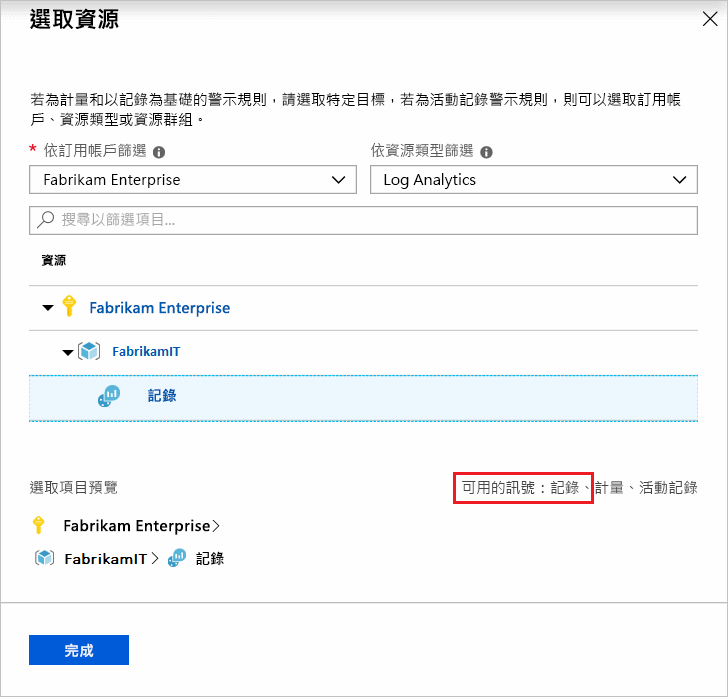 選取資源
若為計量和以記錄為基礎的警示規則，請選取特定目標，若為活動記錄警示規則，則可以選取訂用帳
戶、資源類型或資源群組。
* 依訂用帳戶篩選
依資源類型篩選
Fabrikam Enterprise
Log Analytics
搜尋以篩選項目...
資源
Fabrikam Enterprise
FabrikamIT
記錄
選取項目預覽
可用的訊號：記錄、計量、活動記錄
Fabrikam Enterprise>
FabrikamIT > 記錄
完成